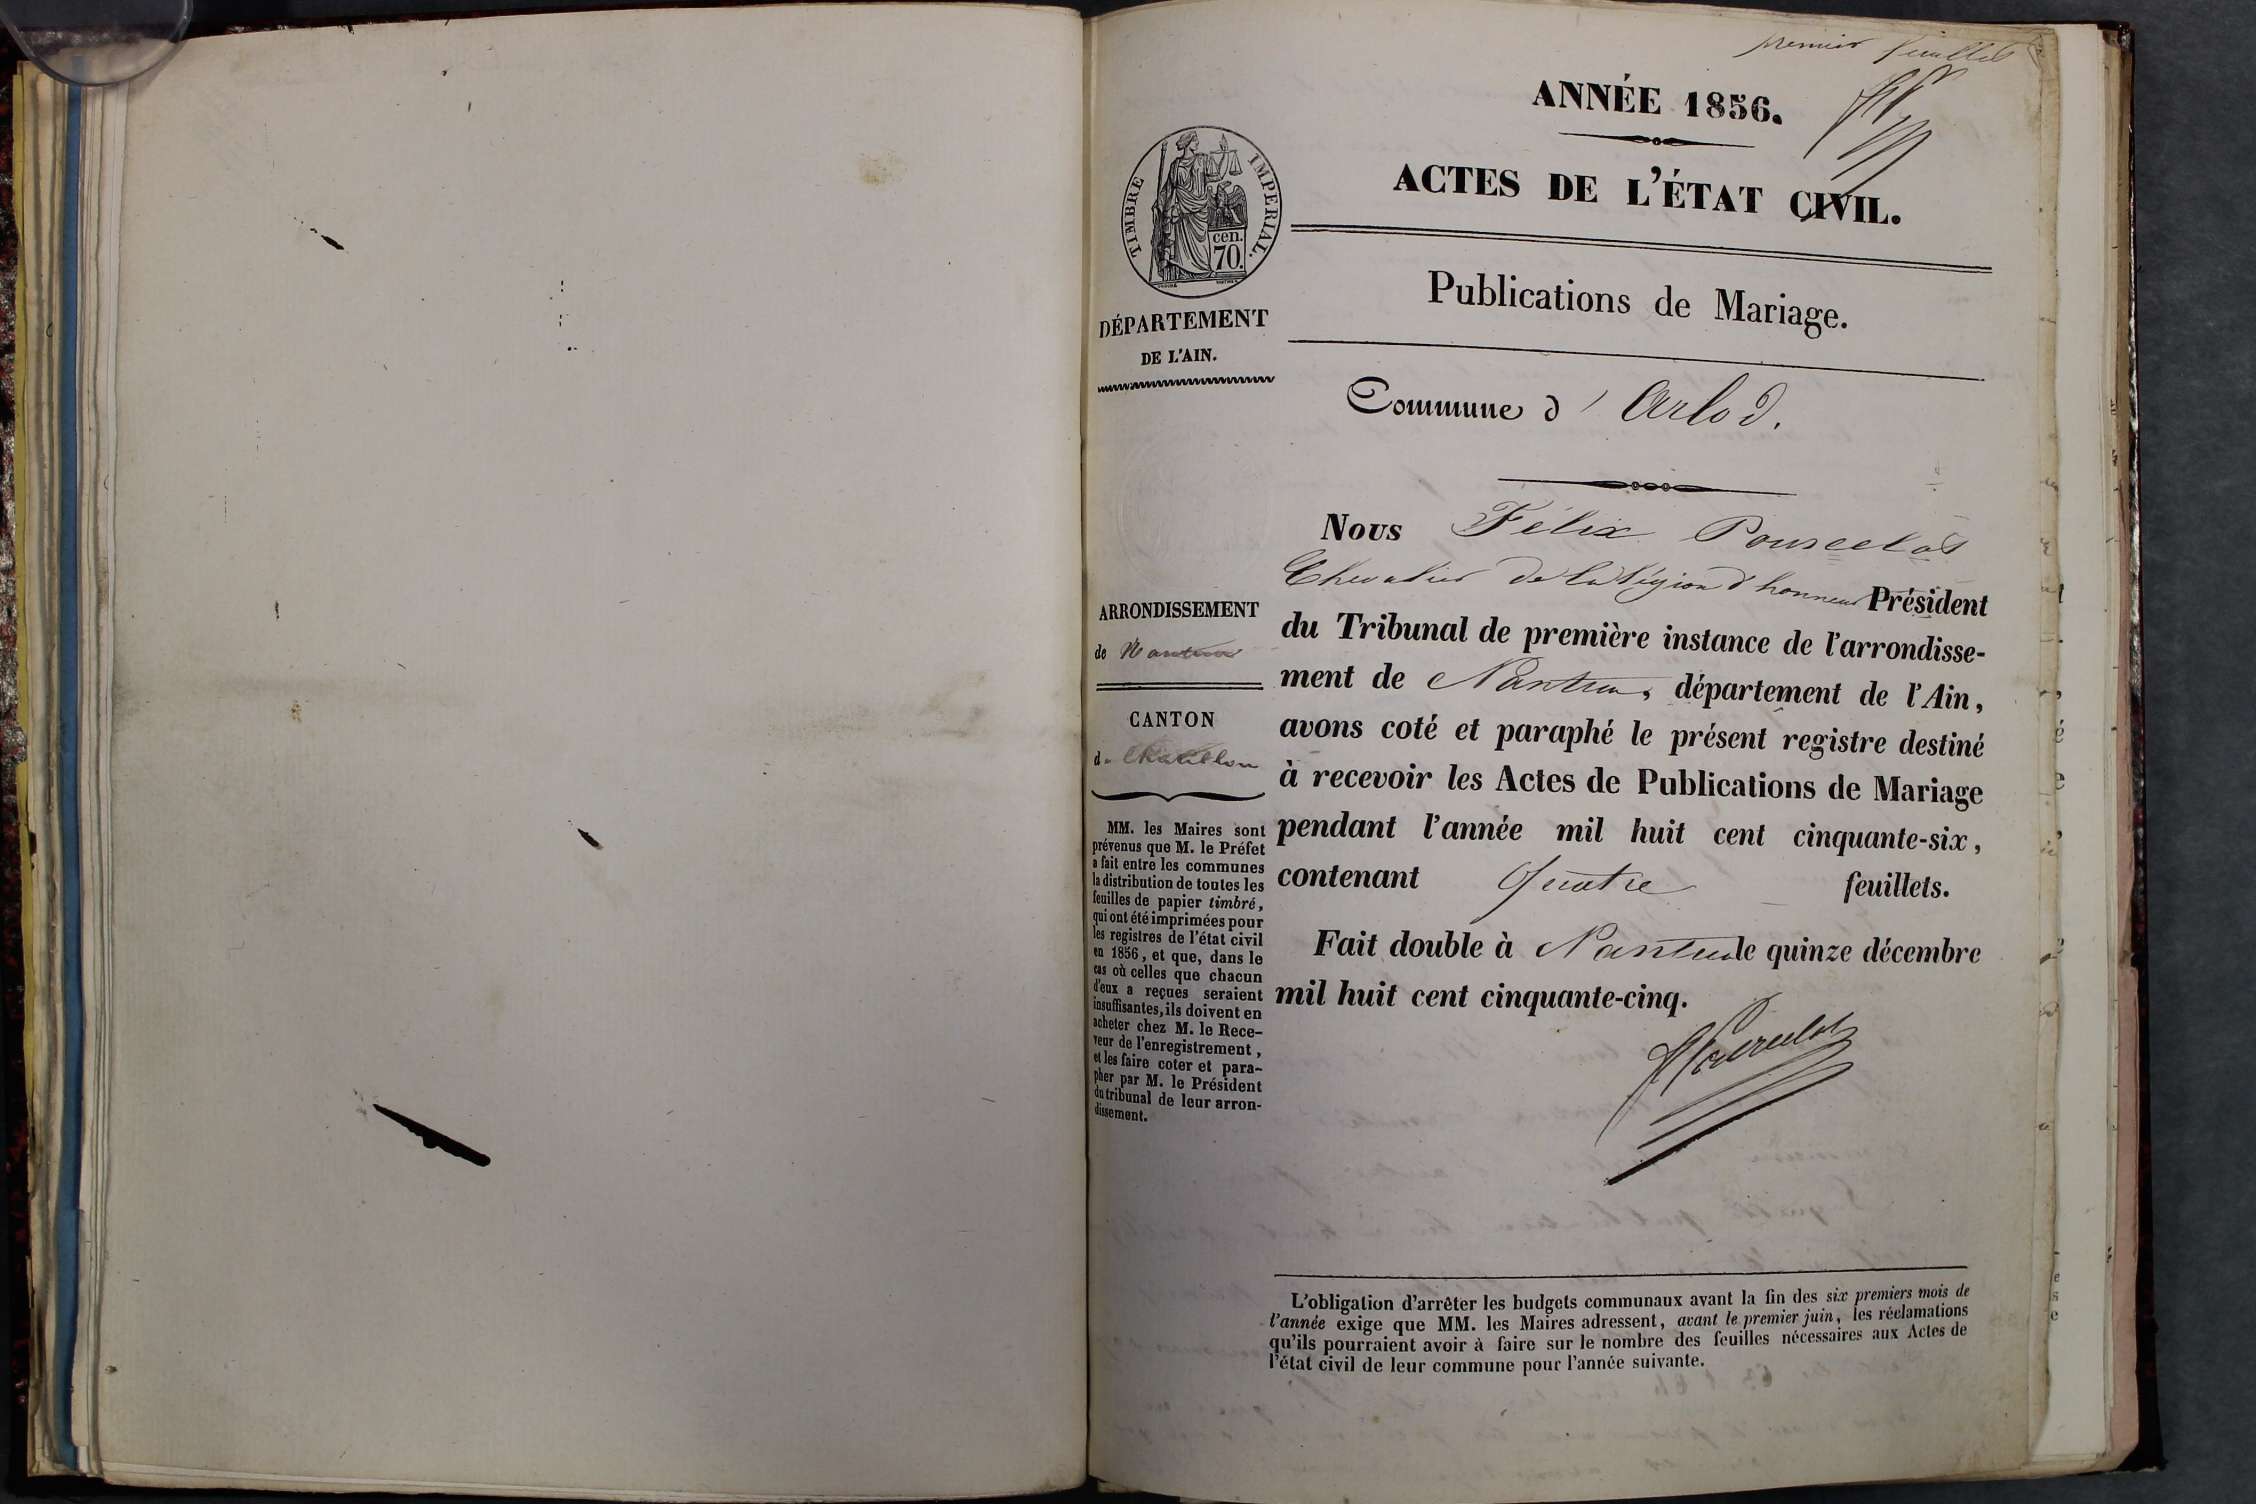 premier feuillet
ANNÉE 1856.
ACTES DE L'ÉTAT CIVIL.
TIMBRE IMPERIAL.
cen.
70.
Publications de Mariage.
DÉPARTEMENT
DE L'AIN.
Commune d' Arlod.
Nous Félix Pourcelot
Chevalier de la Légion d'honneur Président
du Tribunal de première instance de l'arrondisse-
ment de Nantua, département de l'Ain,
avons coté et paraphé le présent registre destiné
à recevoir les Actes de Publications de Mariage
pendant l'année mil huit cent cinquante-six,
contenant quatre feuillets.
Fait double à Nantua le quinze décembre
mil huit cent cinquante-cinq.
FPourcelot
ARRONDISSEMENT
de Nantua
CANTON
de Chatillon
MM. les Maires sont
prévenus que M. le Préfet
a fait entre les communes
la distribution de toutes les
feuilles de papier timbré,
qui ont été imprimées pour
les registres de l'état civil
en 1856, et que, dans le
cas où celles que chacun
d'eux a reçues seraient
insuffisantes, ils doivent en
acheter chez M. le Rece-
veur de l'enregistrement,
et les faire coter et para-
pher par M. le Président
du tribunal de leur arron-
dissement.
L'obligation d'arrêter les budgets communaux avant la fin des six premiers mois de
l'année exige que MM. les Maires adressent, avant le premier juin, les réclamations
qu'ils pourraient avoir à faire sur le nombre des feuilles nécessaires aux Actes de
l'état civil de leur commune pour l'année suivante.